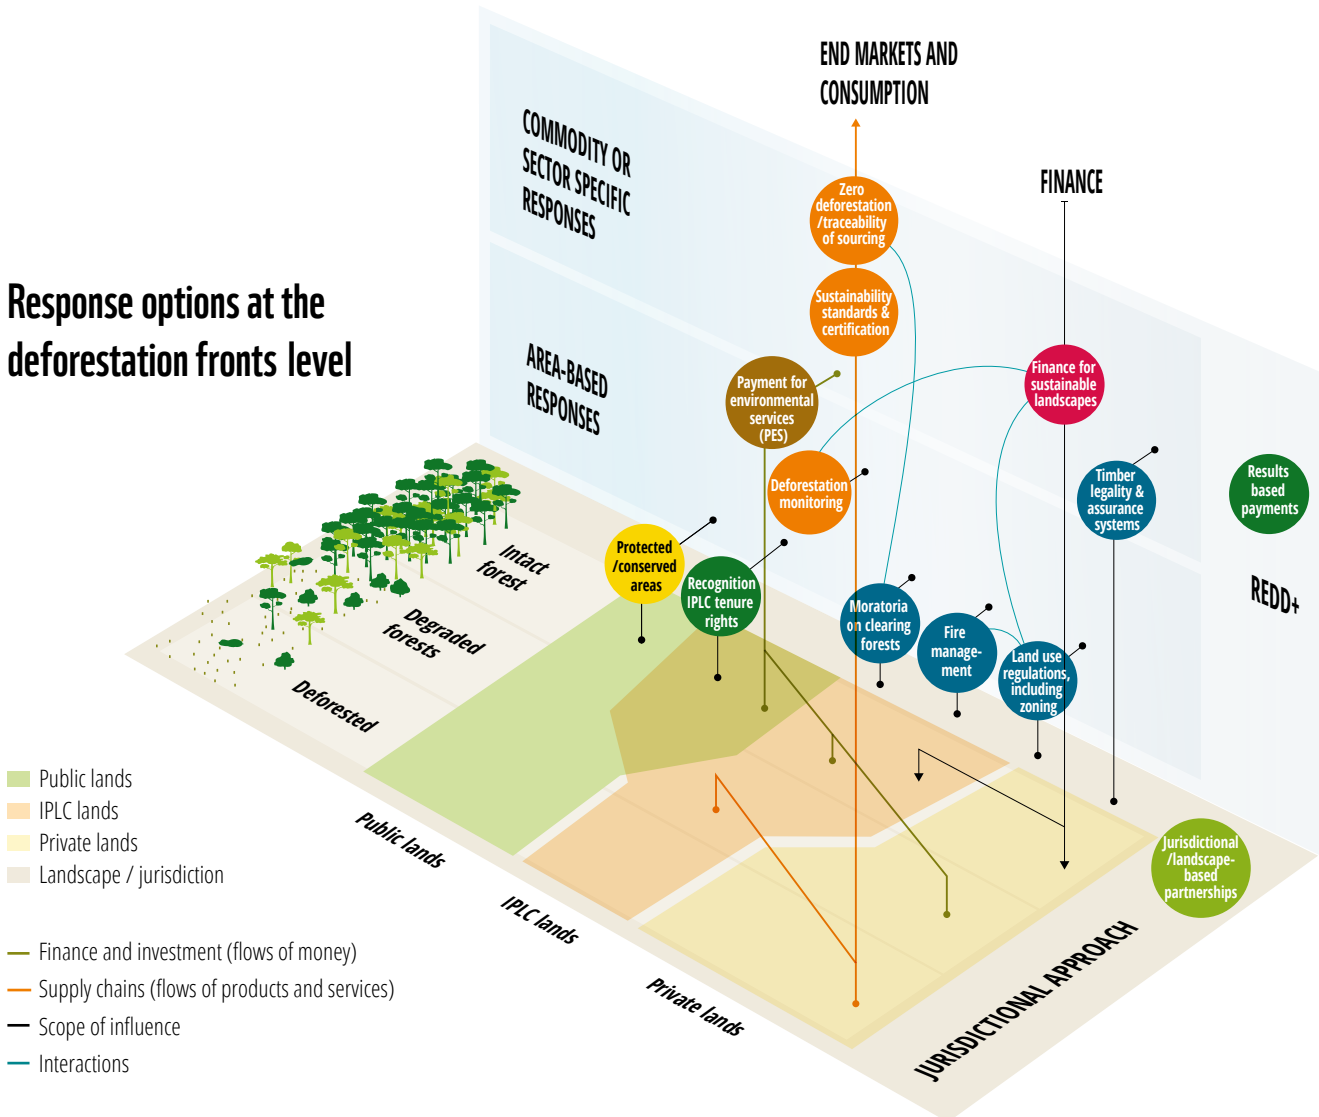 Response options at the
deforestation fronts level
END MARKETS AND
CONSUMPTION
FINANCE
COMMODITY OR
SECTOR SPECIFIC
RESPONSES
AREA-BASED
RESPONSES
Zero
deforestation
/traceability
of sourcing
Sustainability
standards &
certification
Payment for
environmental
services
(PES)
Finance for
sustainable
landscapes
Deforestation
monitoring
Timber
legality &
assurance
systems
Results
based
payments
REDD+
Protected
/conserved
areas
Recognition
IPLC tenure
rights
Moratoria
on clearing
forests
Fire
manage-
ment
Land use
regulations,
including
zoning
Jurisdictional
/landscape-
based
partnerships
Intact
forest
Degraded
forests
Deforested
Public lands
IPLC lands
Private lands
JURISDICTIONAL APPROACH
Public lands
IPLC lands
Private lands
Landscape / jurisdiction
Finance and investment (flows of money)
Supply chains (flows of products and services)
Scope of influence
Interactions